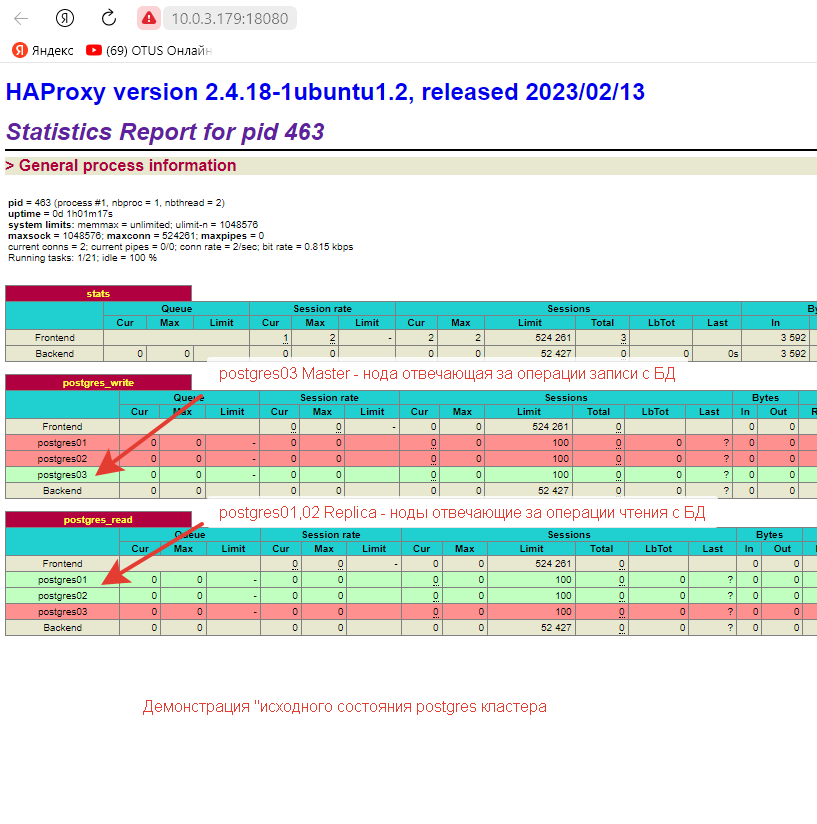 10.0.3.179:18080
Яндекс (69) OTUS Онлайн
HAProxy version 2.4.18-1ubuntu1.2, released 2023/02/13
Statistics Report for pid 463
> General process information
pid = 463 (process #1, nbproc = 1, nbthread = 2)
uptime = 0d 1h01m17s
system limits: memmax = unlimited; ulimit-n = 1048576
maxsock = 1048576; maxconn = 524261; maxpipes = 0
current conns = 2; current pipes = 0/0; conn rate = 2/sec; bit rate = 0.815 kbps
Running tasks: 1/21; idle = 100 %
stats
Queue Session rate Sessions By
Cur Max Limit Cur Max Limit Cur Max Limit Total LbTot Last In
Frontend 1 2 - 2 2 524 261 3 3 592
Backend 0 0 0 0 0 0 52 427 0 0 0s 3 592
postgres03 Master - нода отвечающая за операции записи с БД
postgres_write
Queue Session rate Sessions Bytes
Cur Max Limit Cur Max Limit Cur Max Limit Total LbTot Last In Out R
Frontend 0 0 - 0 0 524 261 0 0 0
postgres01 0 0 - 0 0 0 0 100 0 0 ? 0 0
postgres02 0 0 - 0 0 0 0 100 0 0 ? 0 0
postgres03 0 0 - 0 0 0 0 100 0 0 ? 0 0
Backend 0 0 0 0 0 0 52 427 0 0 ? 0 0
postgres01,02 Replica - ноды отвечающие за операции чтения с БД
postgres_read
Queue Session rate Sessions Bytes
Cur Max Limit Cur Max Limit Cur Max Limit Total LbTot Last In Out
Frontend 0 0 - 0 0 524 261 0 0 0
postgres01 0 0 - 0 0 0 0 100 0 0 ? 0 0
postgres02 0 0 - 0 0 0 0 100 0 0 ? 0 0
postgres03 0 0 - 0 0 0 0 100 0 0 ? 0 0
Backend 0 0 0 0 0 0 52 427 0 0 ? 0 0
Демонстрация "исходного состояния postgres кластера